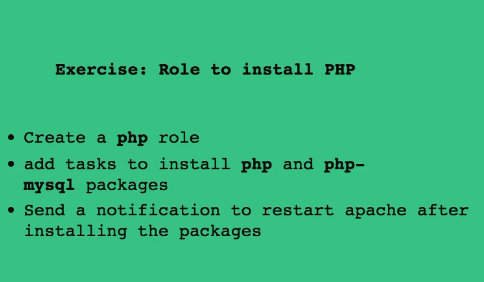 Exercise: Role to install PHP
• Create a php role
• add tasks to install php and php-
mysql packages
• Send a notification to restart apache after
installing the packages